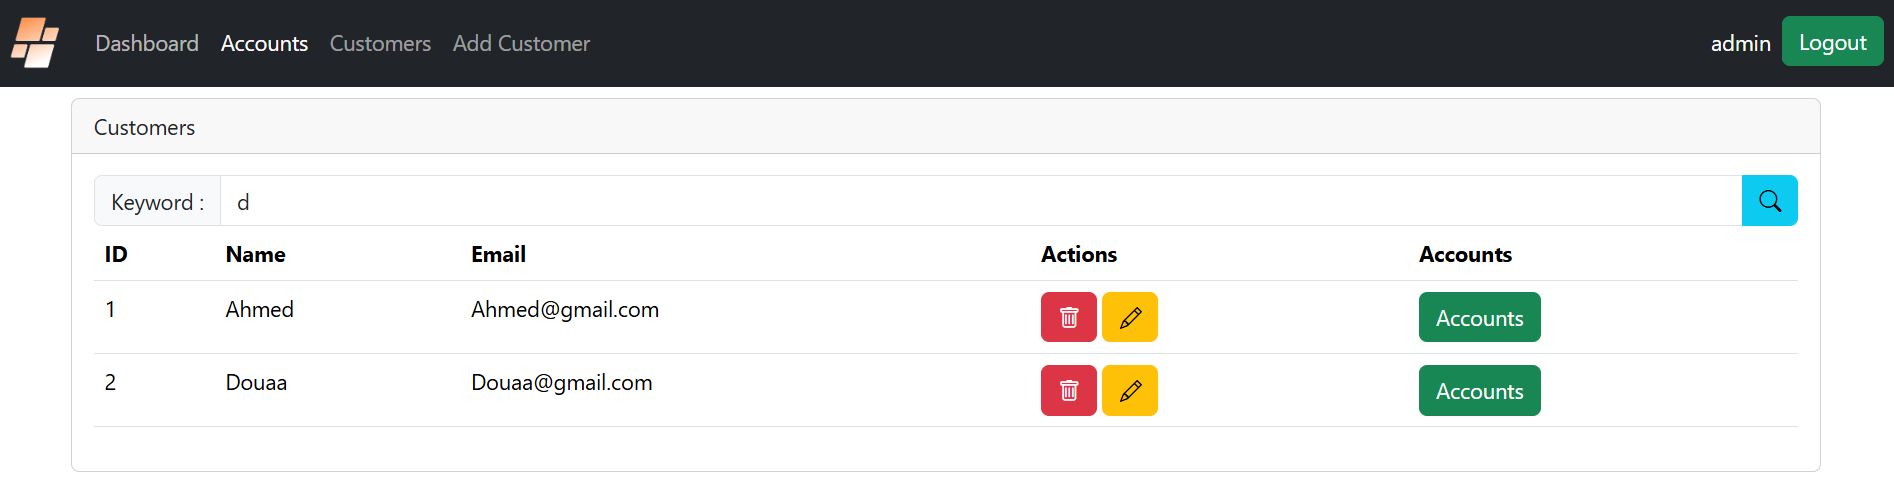 Dashboard Accounts Customers Add Customer admin Logout
Customers
Keyword : d
ID Name Email Actions Accounts
1 Ahmed Ahmed@gmail.com Accounts
2 Douaa Douaa@gmail.com Accounts